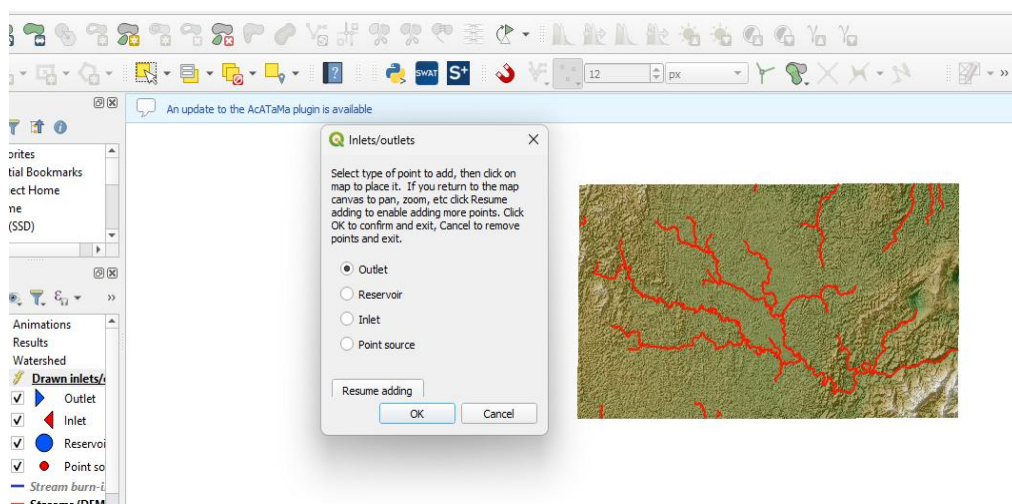 SWAT
S+
12
px
»
An update to the AcATaMa plugin is available
orites
tial Bookmarks
ject Home
me
(SSD)
»
Animations
Results
Watershed
Drawn inlets/
Outlet
Inlet
Reservoi
Point so
Stream burn-i
Inlets/outlets
Select type of point to add, then click on
map to place it. If you return to the map
canvas to pan, zoom, etc click Resume
adding to enable adding more points. Click
OK to confirm and exit, Cancel to remove
points and exit.
Outlet
Reservoir
Inlet
Point source
Resume adding
OK
Cancel